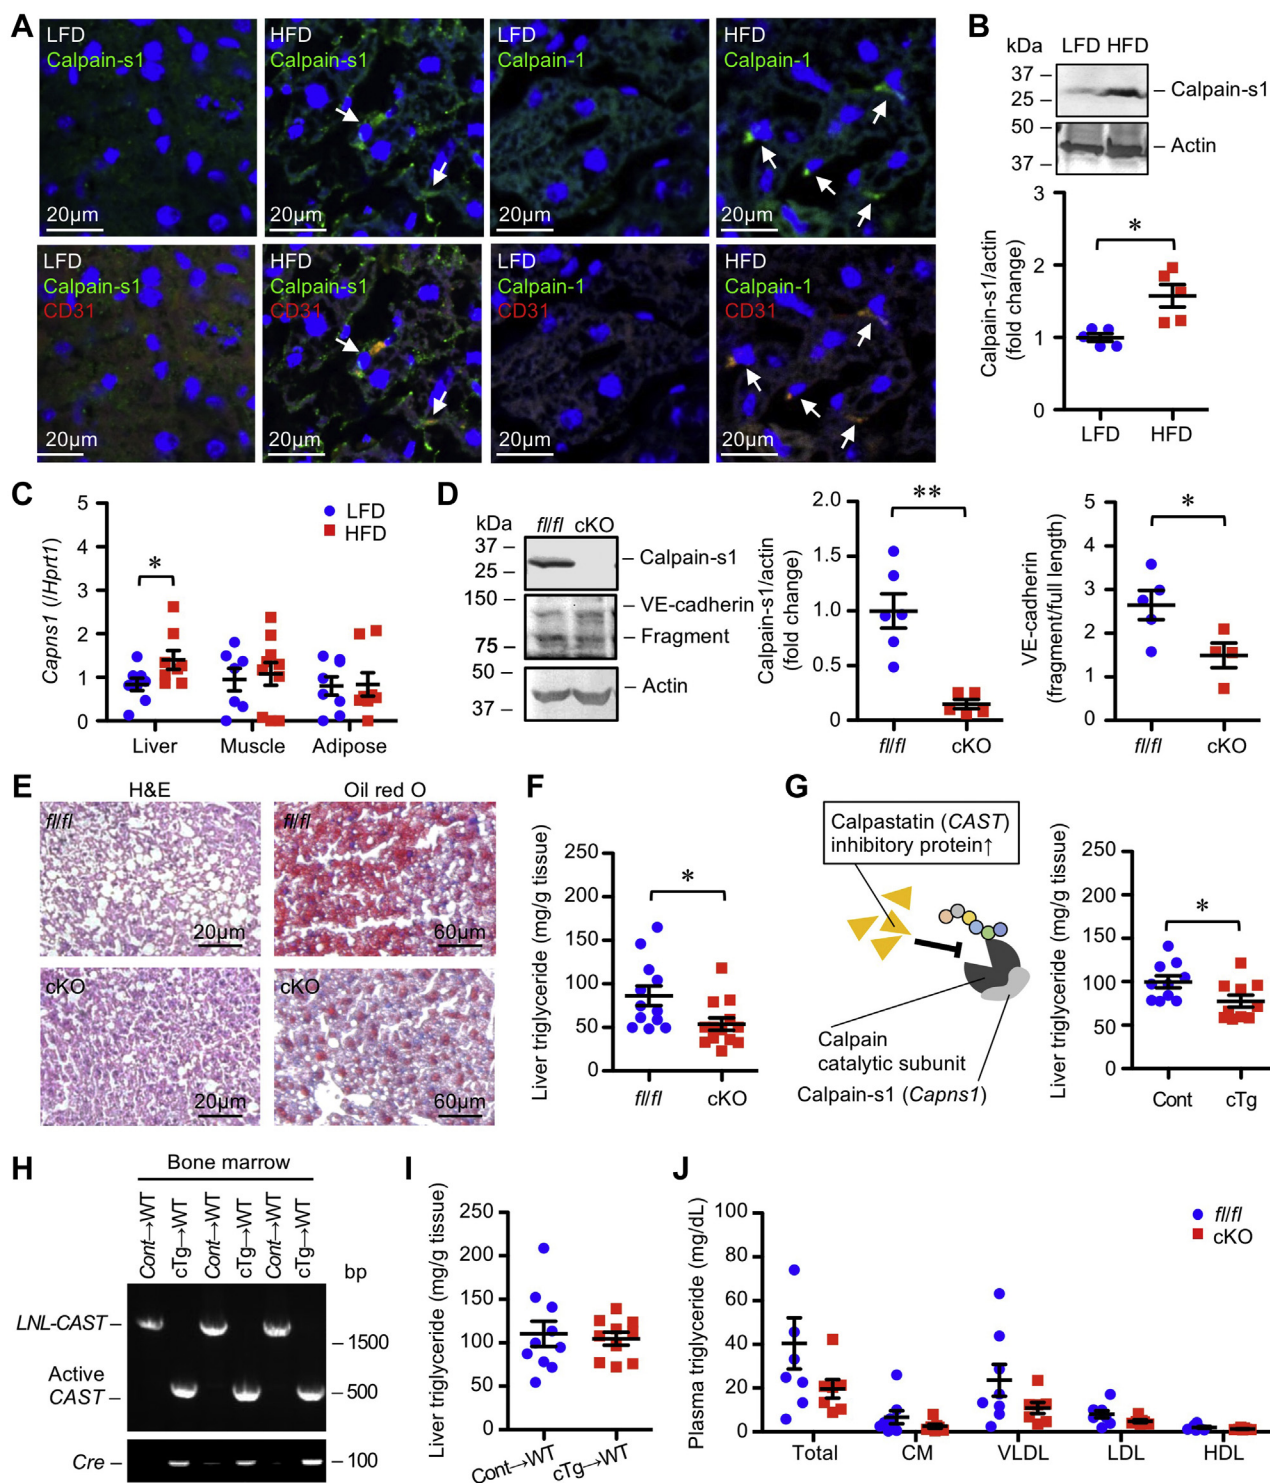 A
LFD
Calpain-s1
20µm
HFD
Calpain-s1
20µm
LFD
Calpain-1
20µm
HFD
Calpain-1
20µm
LFD
Calpain-s1
CD31
20µm
HFD
Calpain-s1
CD31
20µm
LFD
Calpain-1
CD31
20µm
HFD
Calpain-1
CD31
20µm
B
kDa
LFD HFD
37
25
Calpain-s1
50
37
Actin
Calpain-s1/actin
(fold change)
3
2
1
0
*
LFD
HFD
C
Capns1 (/Hprt1)
5
4
3
2
1
0
LFD
HFD
*
Liver
Muscle
Adipose
D
kDa
fl/fl cKO
37
25
Calpain-s1
150
VE-cadherin
Fragment
75
50
37
Actin
Calpain-s1/actin
(fold change)
2.0
1.5
1.0
0.5
0
**
fl/fl
cKO
VE-cadherin
(fragment/full length)
5
4
3
2
1
0
*
fl/fl
cKO
E
H&E
Oil red O
fl/fl
20µm
fl/fl
60µm
cKO
20µm
cKO
60µm
F
Liver triglyceride (mg/g tissue)
250
200
150
100
50
0
*
fl/fl
cKO
G
Calpastatin (CAST)
inhibitory protein↑
Calpain
catalytic subunit
Calpain-s1 (Capns1)
Liver triglyceride (mg/g tissue)
250
200
150
100
50
0
*
Cont
cTg
H
Bone marrow
Cont→WT
cTg→WT
Cont→WT
cTg→WT
Cont→WT
cTg→WT
bp
LNL-CAST
1500
Active
CAST
500
Cre
100
I
Liver triglyceride (mg/g tissue)
250
200
150
100
50
0
Cont→WT
cTg→WT
J
Plasma triglyceride (mg/dL)
100
80
60
40
20
0
fl/fl
cKO
Total
CM
VLDL
LDL
HDL